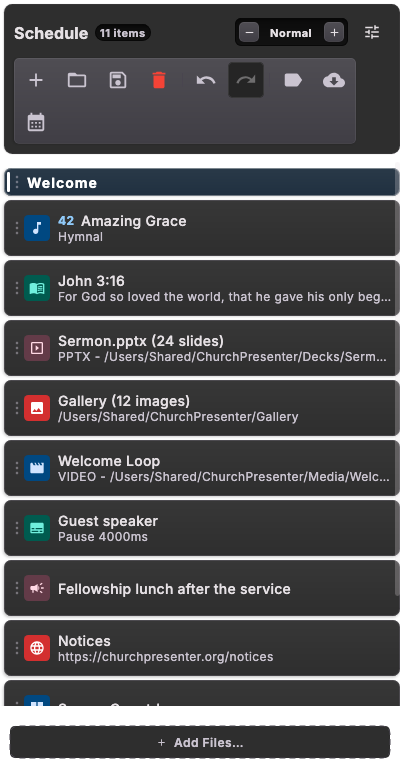 Schedule 11 items − Normal +
Welcome
42 Amazing Grace
Hymnal
John 3:16
For God so loved the world, that he gave his only beg...
Sermon.pptx (24 slides)
PPTX - /Users/Shared/ChurchPresenter/Decks/Serm...
Gallery (12 images)
/Users/Shared/ChurchPresenter/Gallery
Welcome Loop
VIDEO - /Users/Shared/ChurchPresenter/Media/Welc...
Guest speaker
Pause 4000ms
Fellowship lunch after the service
Notices
https://churchpresenter.org/notices
+ Add Files...